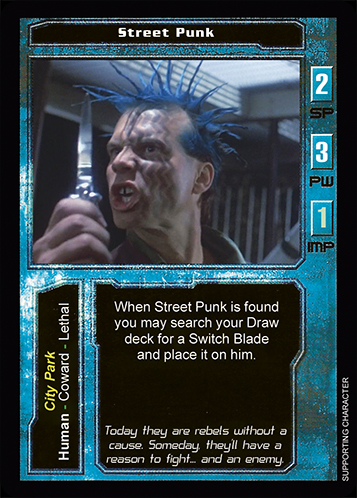 Street Punk
2
SP
3
PW
1
IMP
City Park
Human - Coward - Lethal
When Street Punk is found
you may search your Draw
deck for a Switch Blade
and place it on him.
Today they are rebels without a
cause. Someday, they'll have a
reason to fight... and an enemy.
SUPPORTING CHARACTER